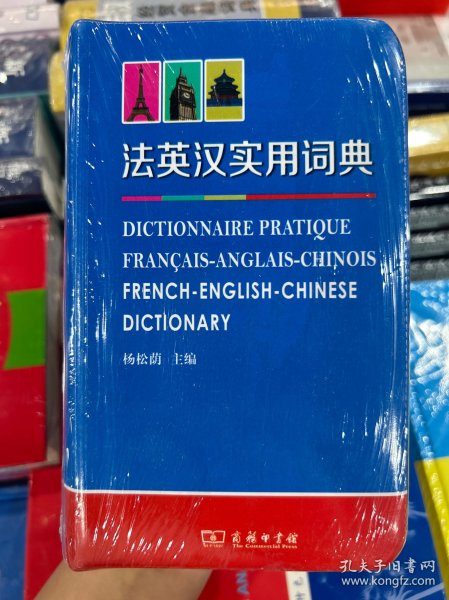 法英汉实用词典
DICTIONNAIRE PRATIQUE
FRANÇAIS-ANGLAIS-CHINOIS
FRENCH-ENGLISH-CHINESE
DICTIONARY
杨松荫 主编
商务印书馆
The Commercial Press
孔夫子旧书网
www.kongfz.com